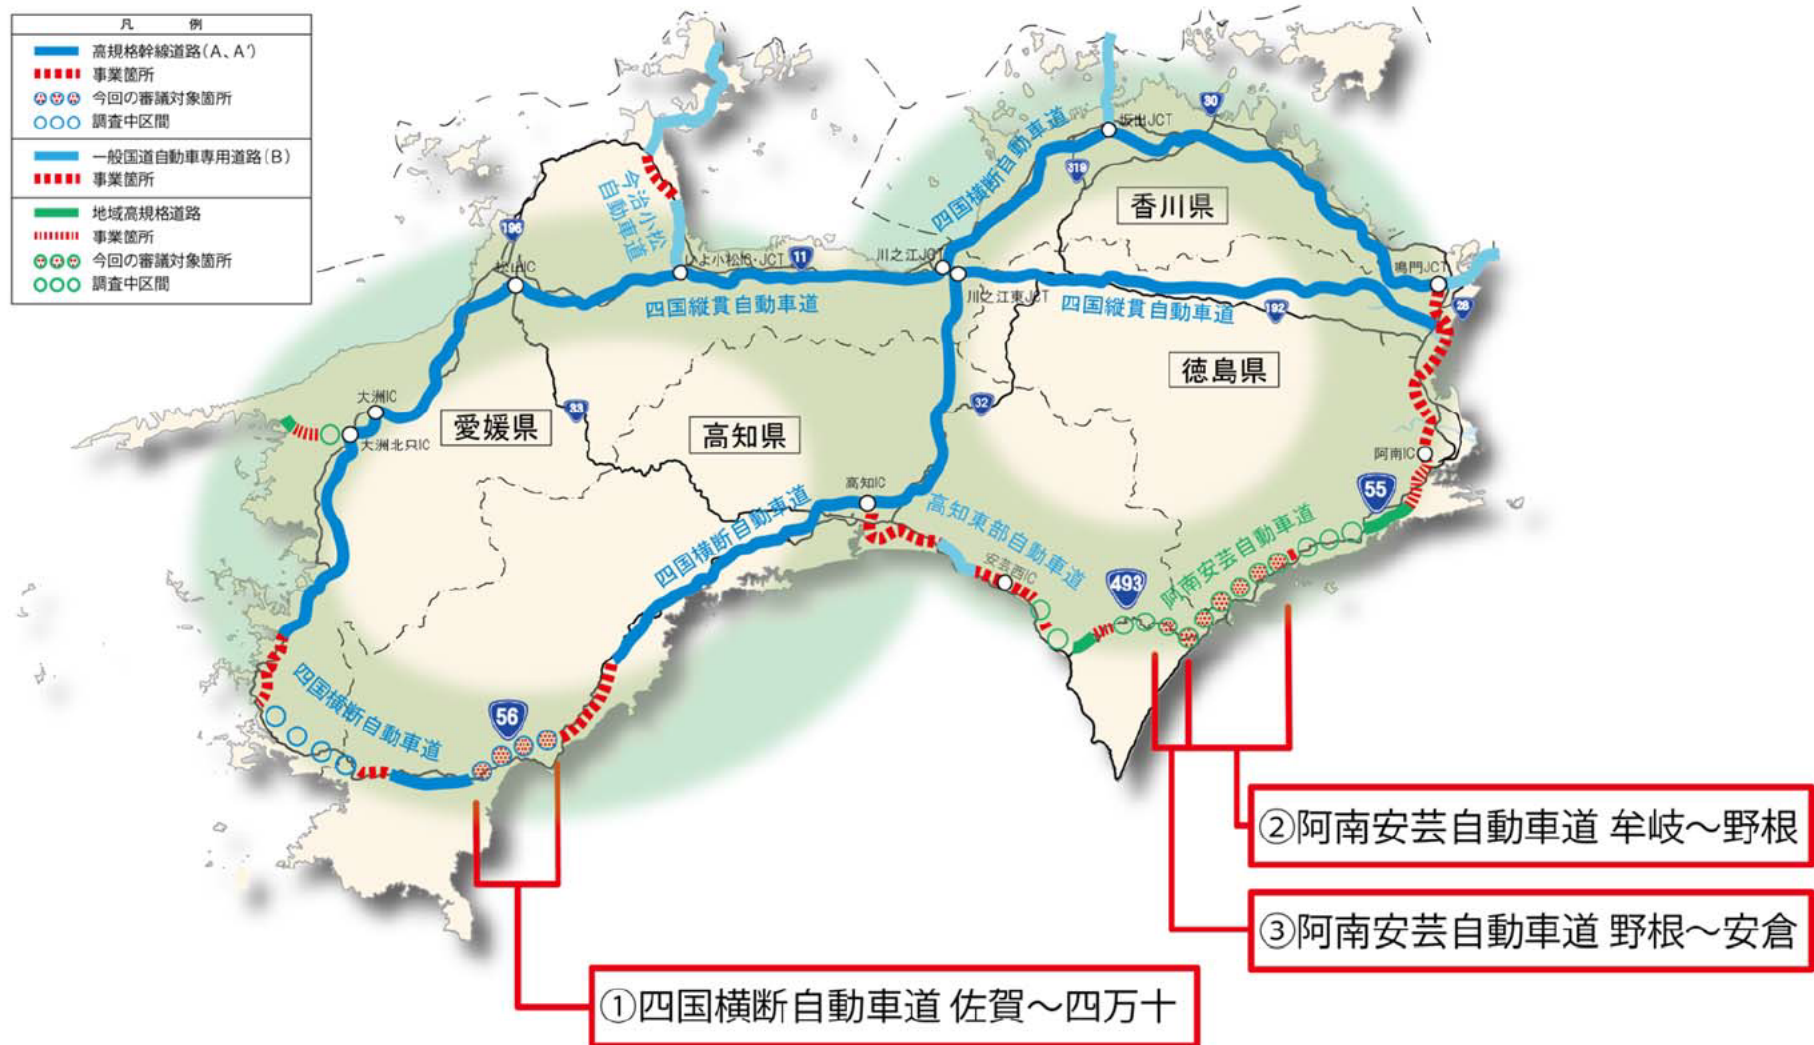 凡 例
高規格幹線道路(A、A')
事業箇所
今回の審議対象箇所
調査中区間
一般国道自動車専用道路(B)
事業箇所
地域高規格道路
事業箇所
今回の審議対象箇所
調査中区間
30
坂出JCT
319
四国横断自動車道
香川県
今治小松
自動車道
196
松山IC
いよ小松IC・JCT
11
川之江JCT
川之江東JCT
鳴門JCT
28
四国縦貫自動車道
四国縦貫自動車道
192
徳島県
大洲IC
大洲北只IC
愛媛県
33
高知県
32
阿南IC
高知IC
55
四国横断自動車道
高知東部自動車道
安芸西IC
493
阿南安芸自動車道
四国横断自動車道
56
②阿南安芸自動車道 牟岐～野根
③阿南安芸自動車道 野根～安倉
①四国横断自動車道 佐賀～四万十